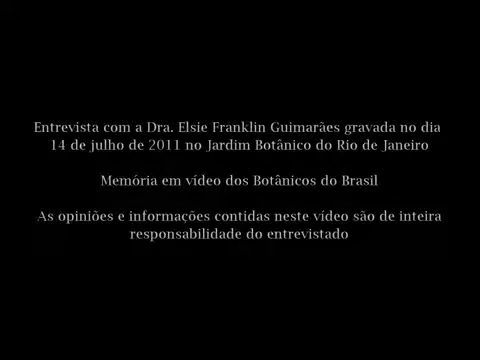 Entrevista com a Dra. Elsie Franklin Guimarães gravada no dia
14 de julho de 2011 no Jardim Botânico do Rio de Janeiro
Memória em vídeo dos Botânicos do Brasil
As opiniões e informações contidas neste vídeo são de inteira
responsabilidade do entrevistado